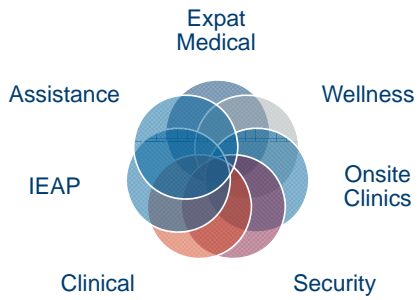 Expat
Medical
Assistance
Wellness
IEAP
Onsite
Clinics
Clinical
Security